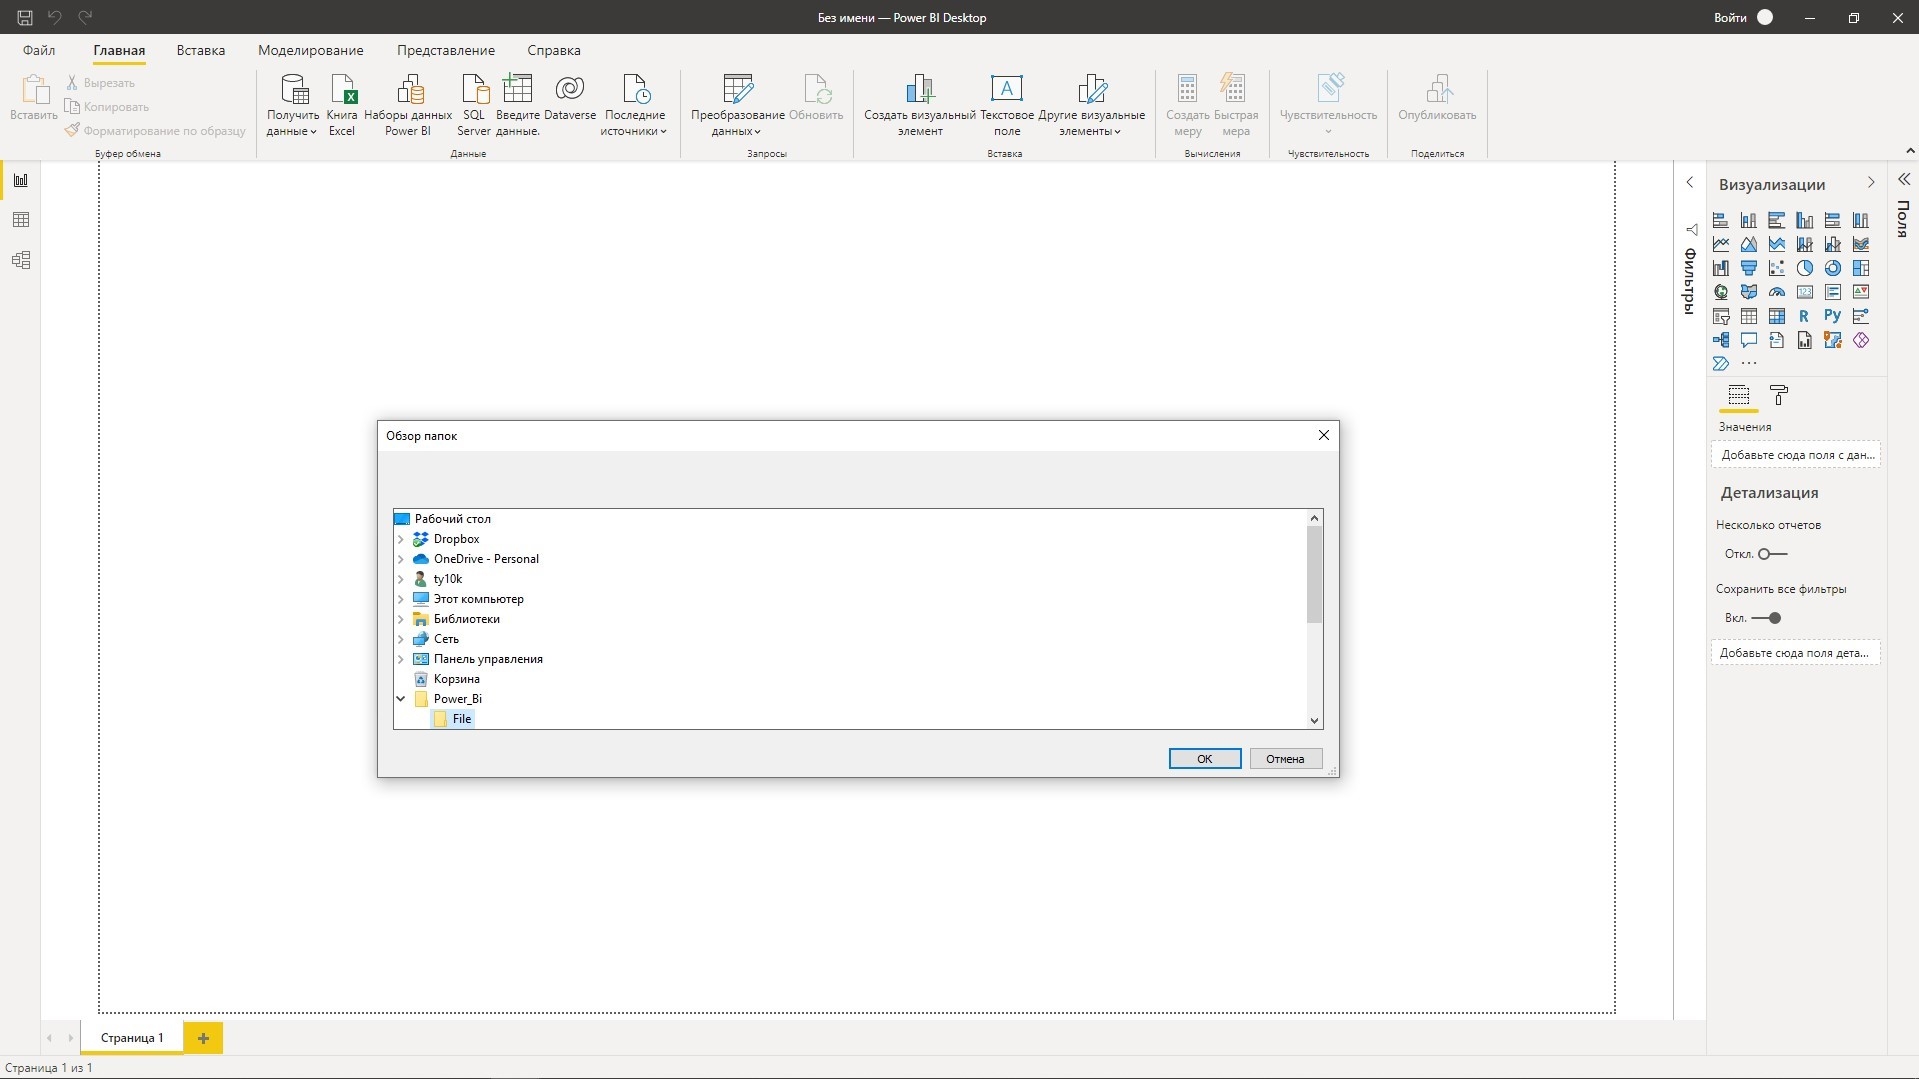 Без имени — Power BI Desktop
Войти
Файл
Главная
Вставка
Моделирование
Представление
Справка
Вставить
Вырезать
Копировать
Форматирование по образцу
Буфер обмена
Получить данные
Книга Excel
Наборы данных Power BI
SQL Server
Введите данные.
Dataverse
Последние источники
Данные
Преобразование данных
Обновить
Запросы
Создать визуальный элемент
Текстовое поле
Другие визуальные элементы
Вставка
Создать меру
Быстрая мера
Вычисления
Чувствительность
Чувствительность
Опубликовать
Поделиться
Фильтры
Визуализации
Поля
123
R
Py
Значения
Добавьте сюда поля с дан...
Детализация
Несколько отчетов
Откл.
Сохранить все фильтры
Вкл.
Добавьте сюда поля дета...
Обзор папок
Рабочий стол
Dropbox
OneDrive - Personal
ty10k
Этот компьютер
Библиотеки
Сеть
Панель управления
Корзина
Power_Bi
File
ОК
Отмена
Страница 1
Страница 1 из 1